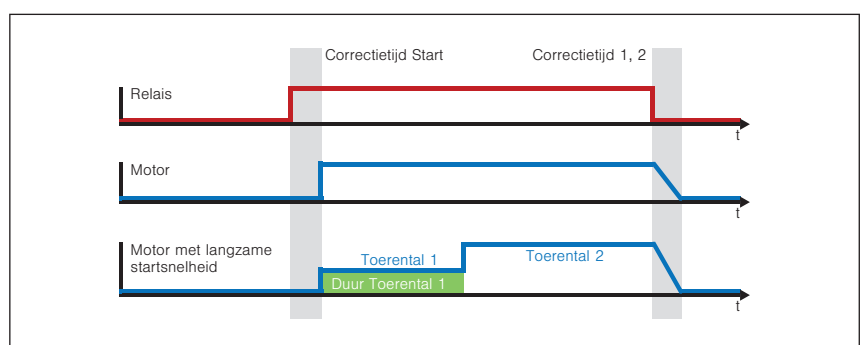 Correctietijd Start
Correctietijd 1, 2
Relais
t
Motor
t
Motor met langzame
startsnelheid
Toerental 1
Toerental 2
Duur Toerental 1
t